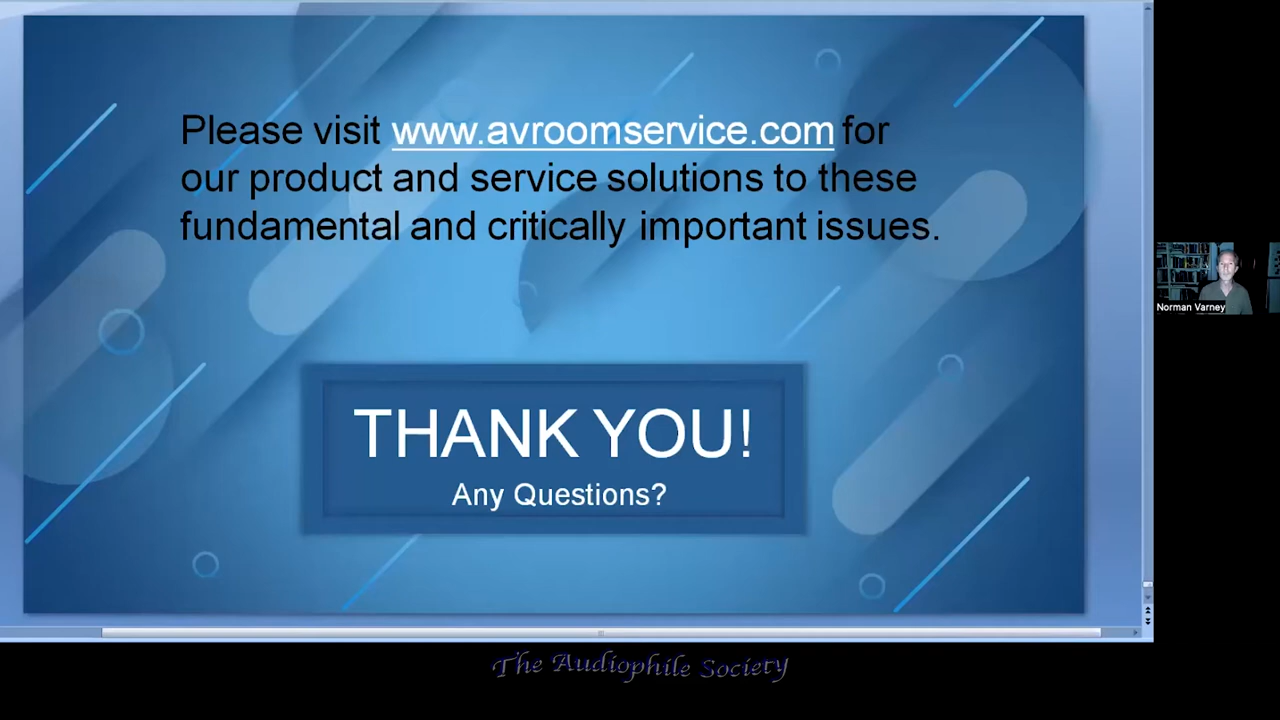 Please visit www.avroomservice.com for
our product and service solutions to these
fundamental and critically important issues.
THANK YOU!
Any Questions?
Norman Varney
The Audiophile Society